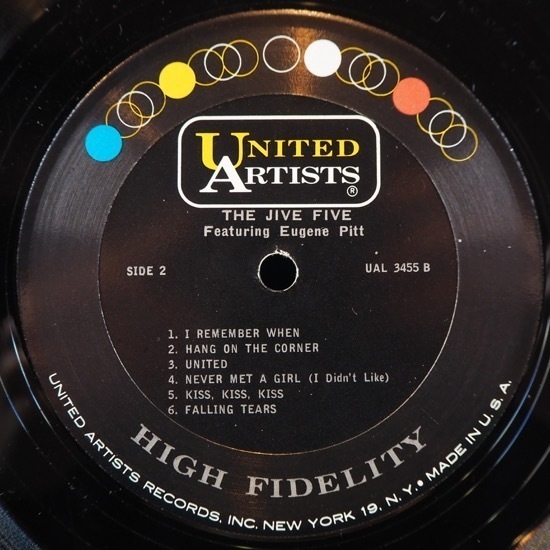 UNITED
ARTISTS
®
THE JIVE FIVE
Featuring Eugene Pitt
SIDE 2
UAL 3455 B
1. I REMEMBER WHEN
2. HANG ON THE CORNER
3. UNITED
4. NEVER MET A GIRL (I Didn't Like)
5. KISS, KISS, KISS
6. FALLING TEARS
HIGH FIDELITY
UNITED ARTISTS RECORDS, INC. NEW YORK 19, N.Y. • MADE IN U.S.A.